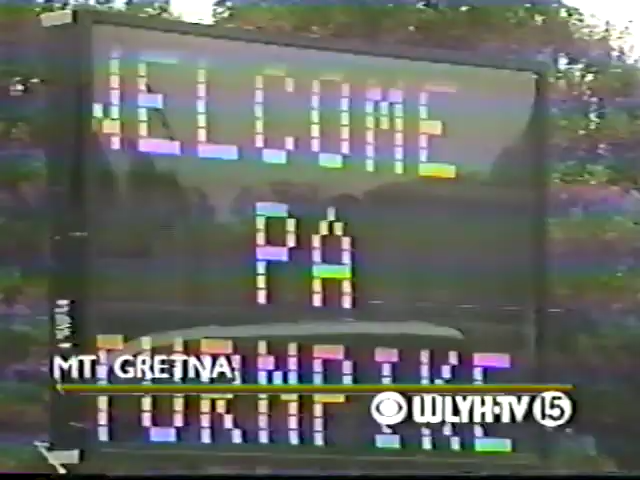 WELCOME
PA
TURNPIKE
MT. GRETNA
WLYH-TV 15